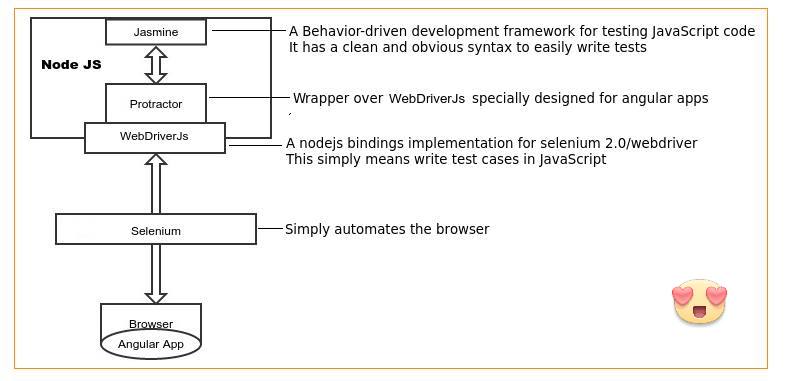 Jasmine
A Behavior-driven development framework for testing JavaScript code
It has a clean and obvious syntax to easily write tests
Node JS
Protractor
Wrapper over WebDriverJs specially designed for angular apps
WebDriverJs
A nodejs bindings implementation for selenium 2.0/webdriver
This simply means write test cases in JavaScript
Selenium
Simply automates the browser
Browser
Angular App